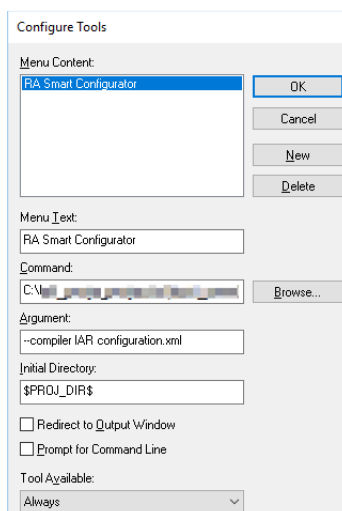 Configure Tools
Menu Content:
RA Smart Configurator
OK
Cancel
New
Delete
Menu Text:
RA Smart Configurator
Command:
C:\
Browse...
Argument:
--compiler IAR configuration.xml
Initial Directory:
$PROJ_DIR$
Redirect to Output Window
Prompt for Command Line
Tool Available:
Always